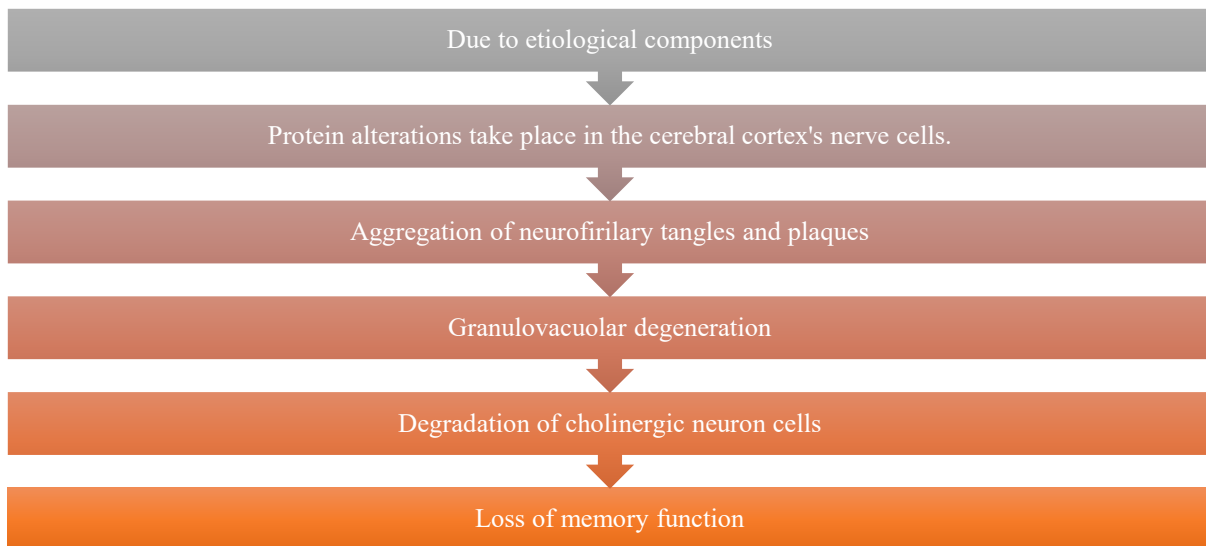 Due to etiological components
Protein alterations take place in the cerebral cortex's nerve cells.
Aggregation of neurofirilary tangles and plaques
Granulovacuolar degeneration
Degradation of cholinergic neuron cells
Loss of memory function